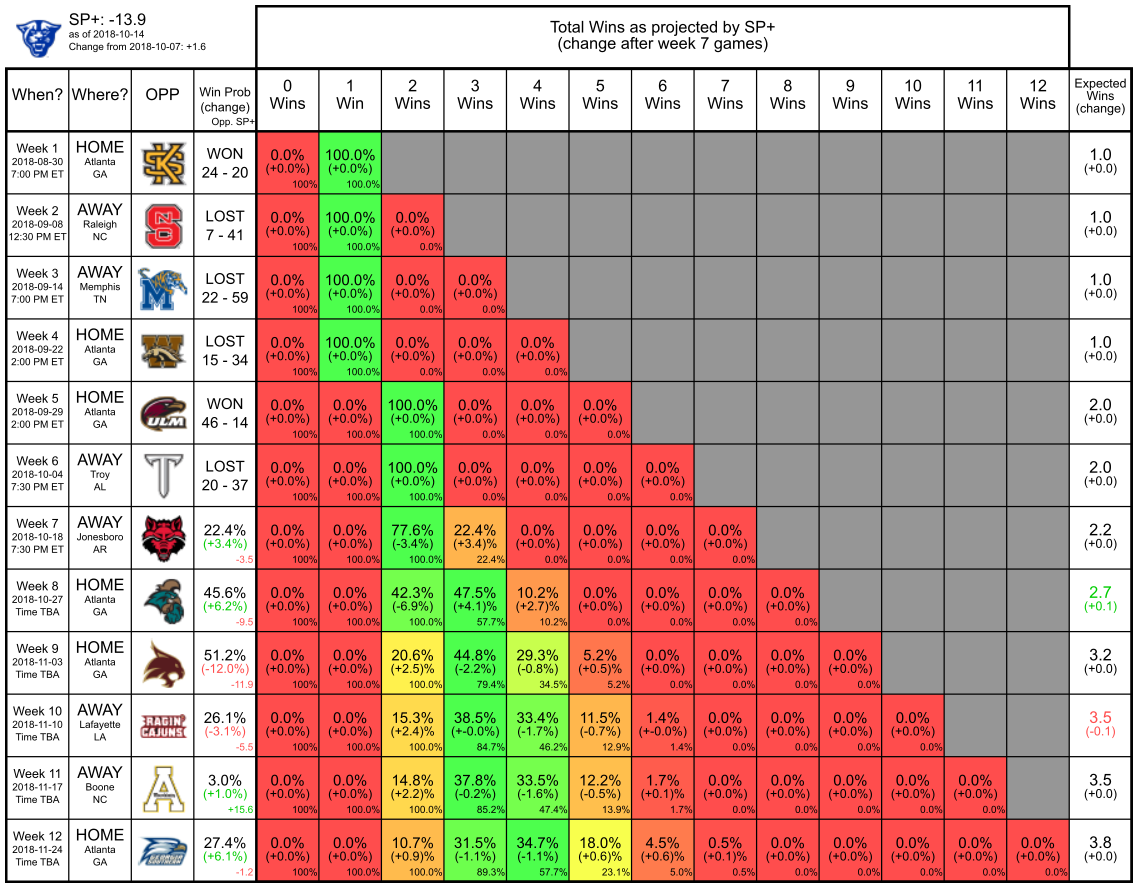 SP+: -13.9
as of 2018-10-14
Change from 2018-10-07: +1.6
Total Wins as projected by SP+
(change after week 7 games)
When? Where? OPP Win Prob (change) Opp. SP+ 0 Wins 1 Win 2 Wins 3 Wins 4 Wins 5 Wins 6 Wins 7 Wins 8 Wins 9 Wins 10 Wins 11 Wins 12 Wins Expected Wins (change)
Week 1 HOME WON 0.0% 100.0% 1.0
2018-08-30 Atlanta KS 24 - 20 (+0.0%) (+0.0%) (+0.0)
7:00 PM ET GA 100% 100.0%
Week 2 AWAY LOST 0.0% 100.0% 0.0% 1.0
2018-09-08 Raleigh NCS 7 - 41 (+0.0%) (+0.0%) (+0.0%) (+0.0)
12:30 PM ET NC 100% 100.0% 0.0%
Week 3 AWAY LOST 0.0% 100.0% 0.0% 0.0% 1.0
2018-09-14 Memphis M 22 - 59 (+0.0%) (+0.0%) (+0.0%) (+0.0%) (+0.0)
7:00 PM ET TN 100% 100.0% 0.0% 0.0%
Week 4 HOME LOST 0.0% 100.0% 0.0% 0.0% 0.0% 1.0
2018-09-22 Atlanta W 15 - 34 (+0.0%) (+0.0%) (+0.0%) (+0.0%) (+0.0%) (+0.0)
2:00 PM ET GA 100% 100.0% 0.0% 0.0% 0.0%
Week 5 HOME WON 0.0% 0.0% 100.0% 0.0% 0.0% 0.0% 2.0
2018-09-29 Atlanta ULM 46 - 14 (+0.0%) (+0.0%) (+0.0%) (+0.0%) (+0.0%) (+0.0%) (+0.0)
2:00 PM ET GA 100% 100.0% 100.0% 0.0% 0.0% 0.0%
Week 6 AWAY LOST 0.0% 0.0% 100.0% 0.0% 0.0% 0.0% 0.0% 2.0
2018-10-04 Troy T 20 - 37 (+0.0%) (+0.0%) (+0.0%) (+0.0%) (+0.0%) (+0.0%) (+0.0%) (+0.0)
7:30 PM ET AL 100% 100.0% 100.0% 0.0% 0.0% 0.0% 0.0%
Week 7 AWAY 22.4% 0.0% 0.0% 77.6% 22.4% 0.0% 0.0% 0.0% 0.0% 2.2
2018-10-18 Jonesboro (+3.4%) (+0.0%) (+0.0%) (-3.4%) (+3.4)% (+0.0%) (+0.0%) (+0.0%) (+0.0%) (+0.0)
7:30 PM ET AR -3.5 100% 100.0% 100.0% 22.4% 0.0% 0.0% 0.0% 0.0%
Week 8 HOME 45.6% 0.0% 0.0% 42.3% 47.5% 10.2% 0.0% 0.0% 0.0% 0.0% 2.7
2018-10-27 Atlanta (+6.2%) (+0.0%) (+0.0%) (-6.9%) (+4.1)% (+2.7)% (+0.0%) (+0.0%) (+0.0%) (+0.0%) (+0.1)
Time TBA GA -9.5 100% 100.0% 100.0% 57.7% 10.2% 0.0% 0.0% 0.0% 0.0%
Week 9 HOME 51.2% 0.0% 0.0% 20.6% 44.8% 29.3% 5.2% 0.0% 0.0% 0.0% 0.0% 3.2
2018-11-03 Atlanta (-12.0%) (+0.0%) (+0.0%) (+2.5)% (-2.2%) (-0.8%) (+0.5)% (+0.0%) (+0.0%) (+0.0%) (+0.0%) (+0.0)
Time TBA GA -11.9 100% 100.0% 100.0% 79.4% 34.5% 5.2% 0.0% 0.0% 0.0% 0.0%
Week 10 AWAY 26.1% 0.0% 0.0% 15.3% 38.5% 33.4% 11.5% 1.4% 0.0% 0.0% 0.0% 0.0% 3.5
2018-11-10 Lafayette RAGIN' CAJUNS (-3.1%) (+0.0%) (+0.0%) (+2.4)% (+-0.0%) (-1.7%) (-0.7%) (+-0.0%) (+0.0%) (+0.0%) (+0.0%) (+0.0%) (-0.1)
Time TBA LA -5.5 100% 100.0% 100.0% 84.7% 46.2% 12.9% 1.4% 0.0% 0.0% 0.0% 0.0%
Week 11 AWAY 3.0% 0.0% 0.0% 14.8% 37.8% 33.5% 12.2% 1.7% 0.0% 0.0% 0.0% 0.0% 0.0% 3.5
2018-11-17 Boone A (+1.0%) (+0.0%) (+0.0%) (+2.2)% (-0.2%) (-1.6%) (-0.5%) (+0.1)% (+0.0%) (+0.0%) (+0.0%) (+0.0%) (+0.0%) (+0.0)
Time TBA NC +15.6 100% 100.0% 100.0% 85.2% 47.4% 13.9% 1.7% 0.0% 0.0% 0.0% 0.0% 0.0%
Week 12 HOME 27.4% 0.0% 0.0% 10.7% 31.5% 34.7% 18.0% 4.5% 0.5% 0.0% 0.0% 0.0% 0.0% 0.0% 3.8
2018-11-24 Atlanta (+6.1%) (+0.0%) (+0.0%) (+0.9)% (-1.1%) (-1.1%) (+0.6)% (+0.6)% (+0.1)% (+0.0%) (+0.0%) (+0.0%) (+0.0%) (+0.0%) (+0.0)
Time TBA GA -1.2 100% 100.0% 100.0% 89.3% 57.7% 23.1% 5.0% 0.5% 0.0% 0.0% 0.0% 0.0% 0.0%